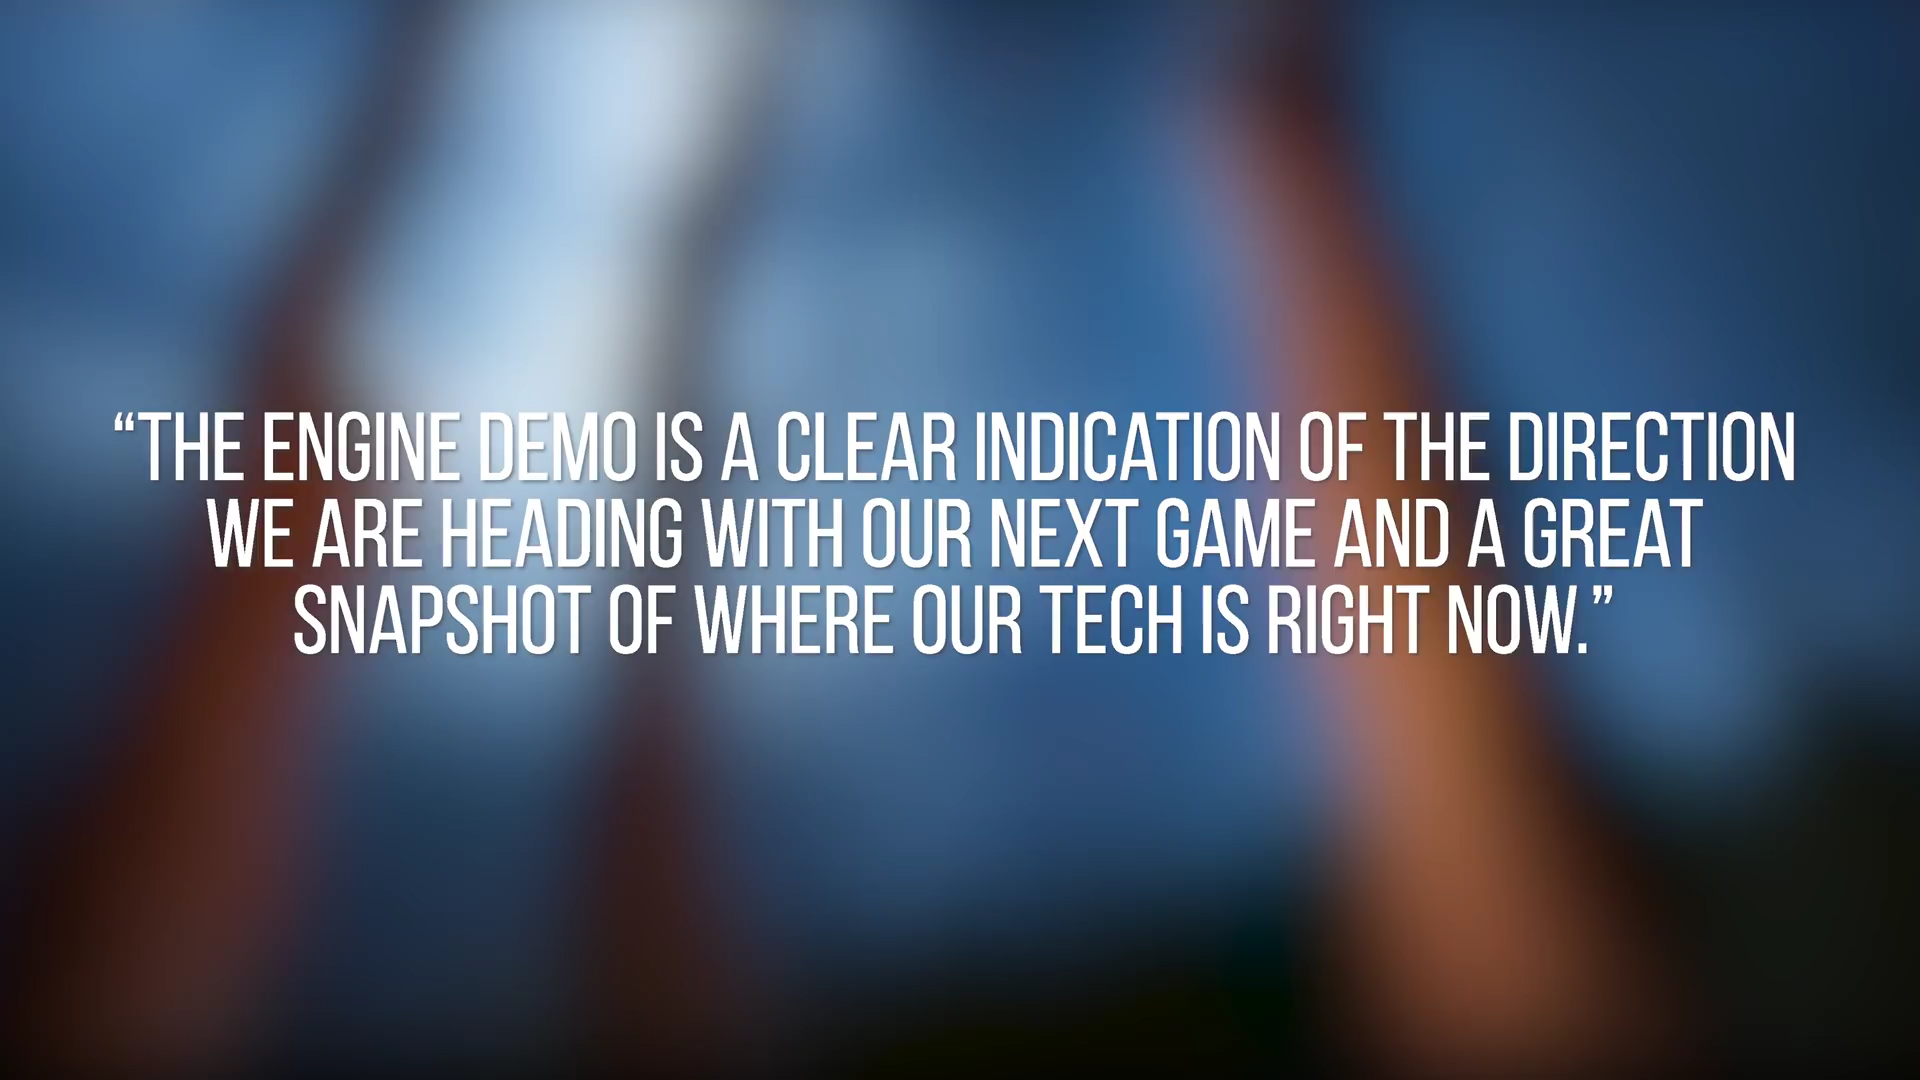 “THE ENGINE DEMO IS A CLEAR INDICATION OF THE DIRECTION
WE ARE HEADING WITH OUR NEXT GAME AND A GREAT
SNAPSHOT OF WHERE OUR TECH IS RIGHT NOW.”